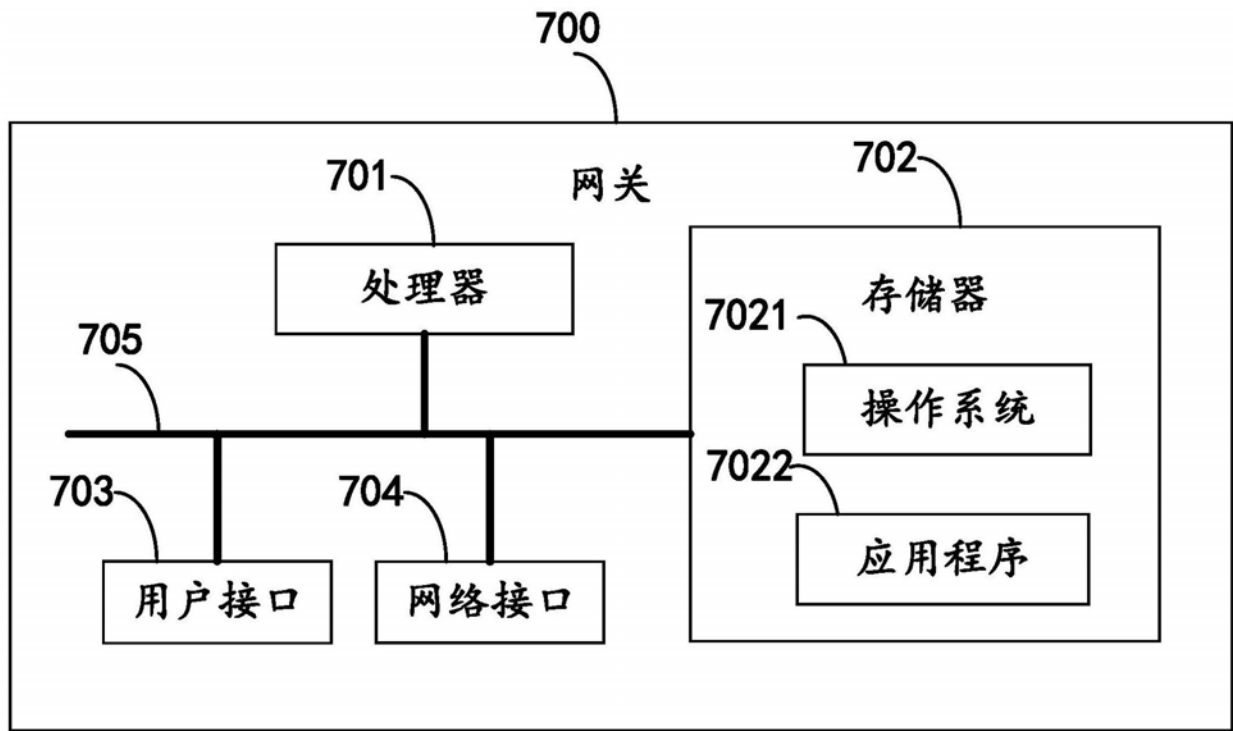 700
网关
701
702
处理器
存储器
7021
705
操作系统
7022
703
704
应用程序
用户接口
网络接口